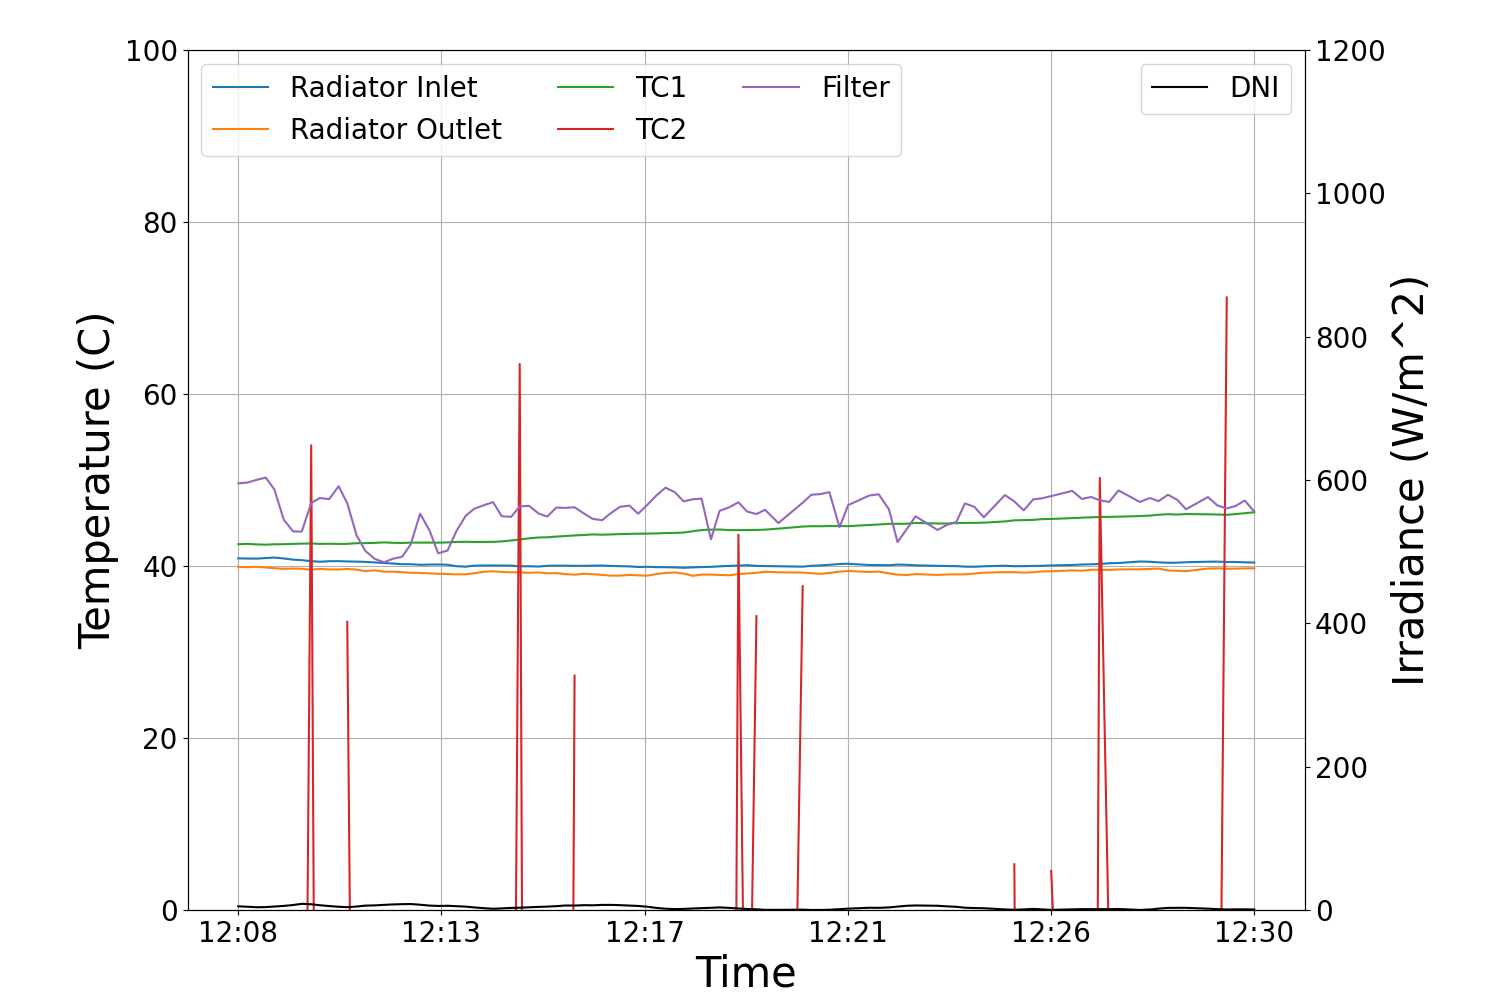 100
80
60
40
20
0
Temperature (C)
Radiator Inlet
Radiator Outlet
TC1
TC2
Filter
DNI
1200
1000
800
600
400
200
0
Irradiance (W/m^2)
12:08 12:13 12:17 12:21 12:26 12:30
Time